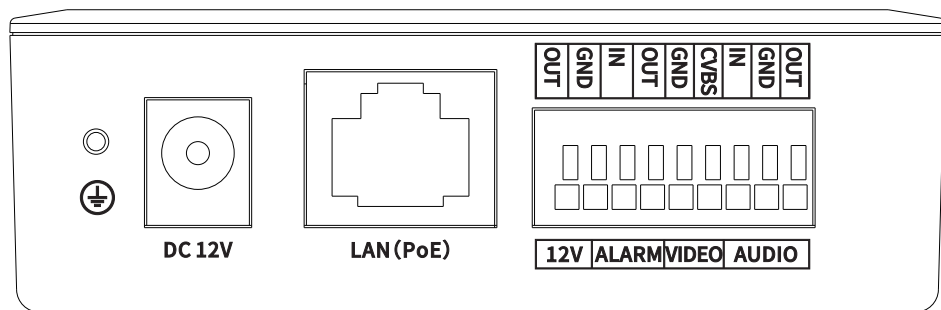 OUT GND IN OUT GND CVBS IN GND OUT
DC 12V
LAN(PoE)
12V ALARM VIDEO AUDIO